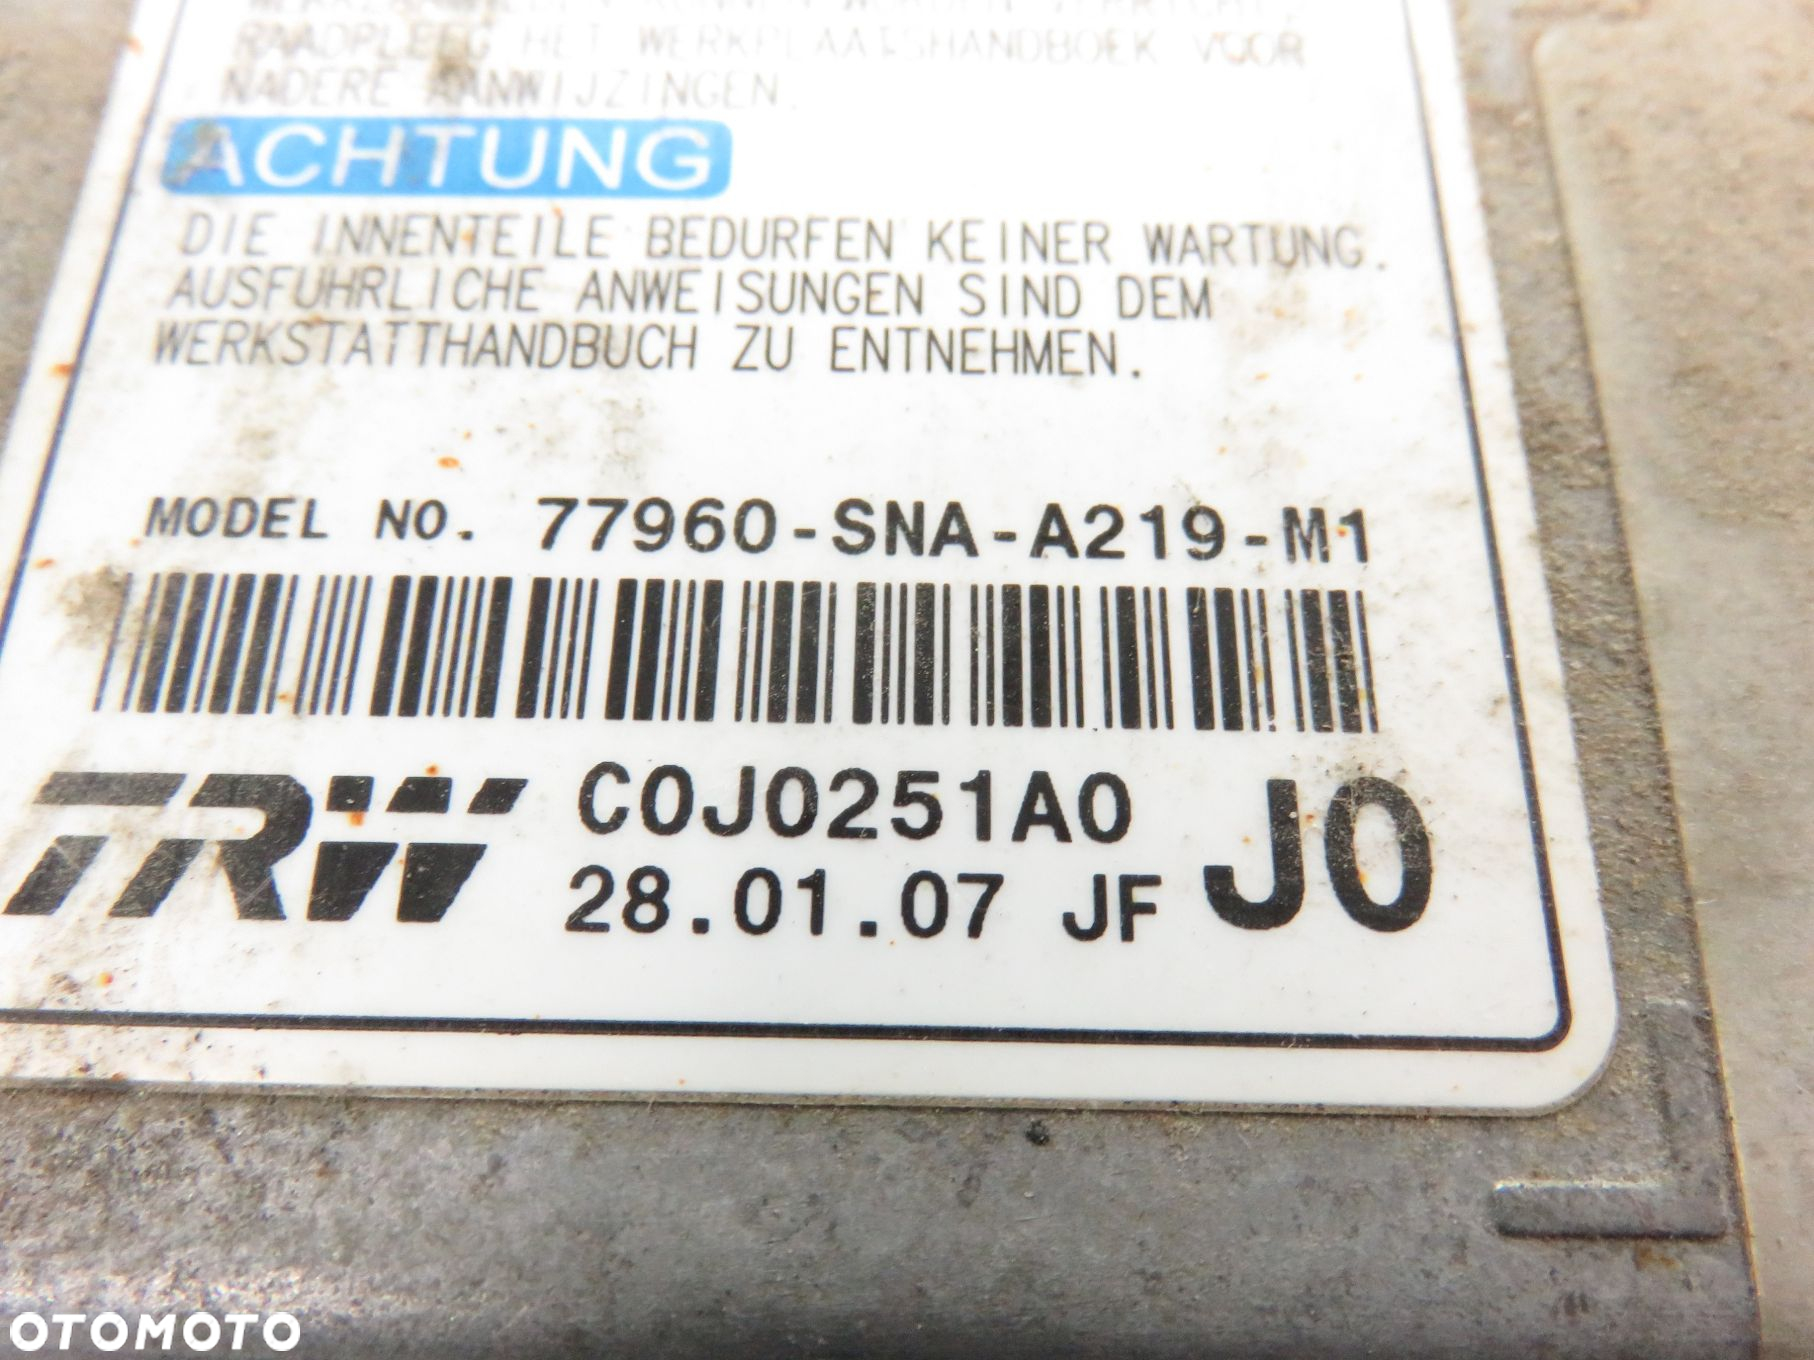 RAADPLEEG HET WERKPLAATSHANDBOEK VOOR
NADERE AANWIJZINGEN.
ACHTUNG
DIE INNENTEILE BEDURFEN KEINER WARTUNG.
AUSFUHRLICHE ANWEISUNGEN SIND DEM
WERKSTATTHANDBUCH ZU ENTNEHMEN.
MODEL NO. 77960-SNA-A219-M1
TRW C0J0251A0 J0
28.01.07 JF
OTOMOTO